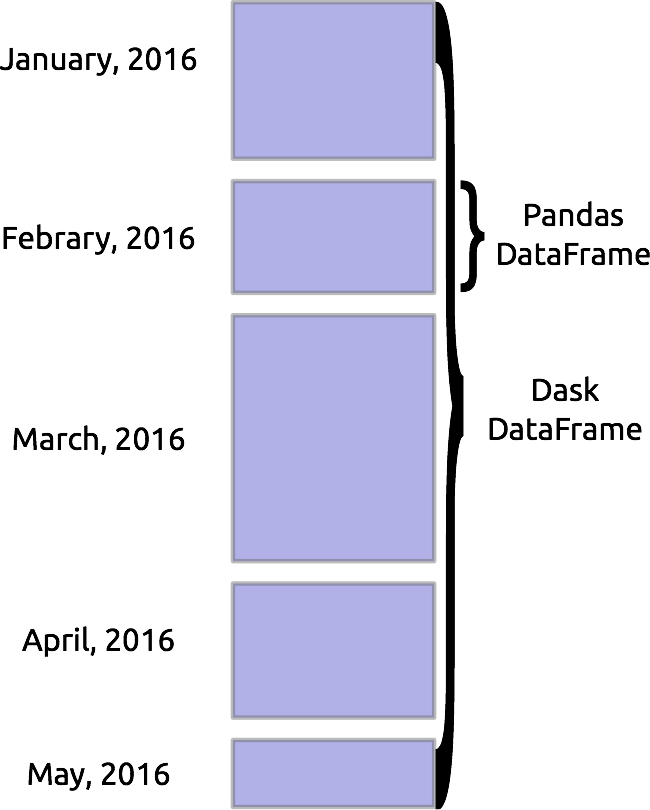 January, 2016
Febrary, 2016
Pandas
DataFrame
Dask
DataFrame
March, 2016
April, 2016
May, 2016